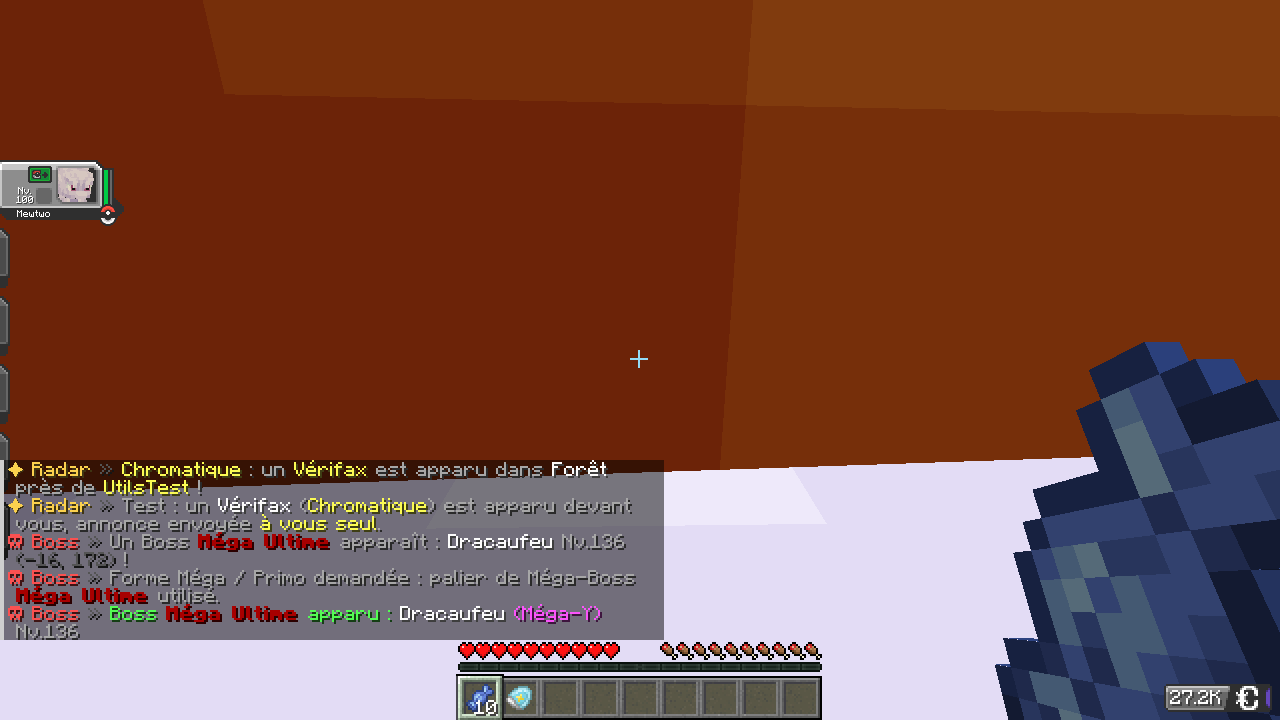 Nv.
100
Mewtwo
✦ Radar » Chromatique : un Vérifax est apparu dans Forêt
près de UtilsTest !
✦ Radar » Test : un Vérifax (Chromatique) est apparu devant
vous, annonce envoyée à vous seul.
☠ Boss » Un Boss Méga Ultime apparaît : Dracaufeu Nv.136
(-16, 172) !
☠ Boss » Forme Méga / Primo demandée : palier de Méga-Boss
Méga Ultime utilisé.
☠ Boss » Boss Méga Ultime apparu : Dracaufeu (Méga-Y)
Nv.136
10
27.2K €